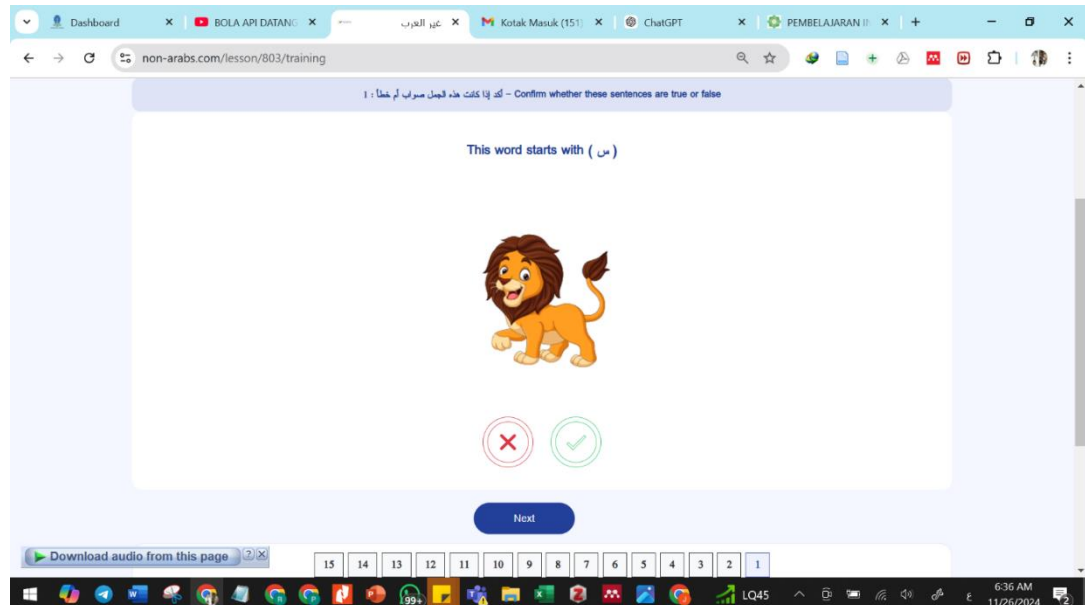 Dashboard
BOLA API DATANG
غير العرب
Kotak Masuk (151)
ChatGPT
PEMBELAJARAN IN
non-arabs.com/lesson/803/training
Confirm whether these sentences are true or false – أكد إذا كانت هذه الجمل صواب أم خطأ : 1
This word starts with ( س )
Next
Download audio from this page
15 14 13 12 11 10 9 8 7 6 5 4 3 2 1
99+
LQ45
ع
6:36 AM
11/26/2024
2